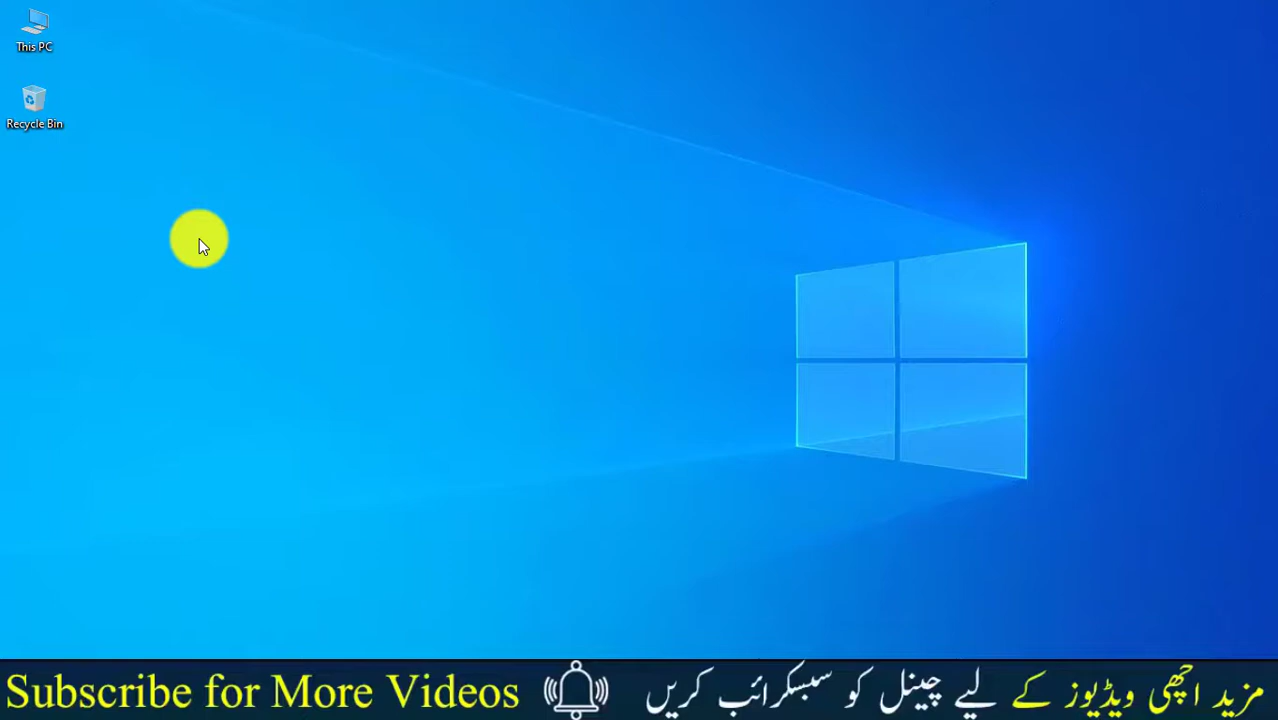 This PC
Recycle Bin
Subscribe for More Videos
مزید اچھی ویڈیوز کے لیے چینل کو سبسکرائب کریں